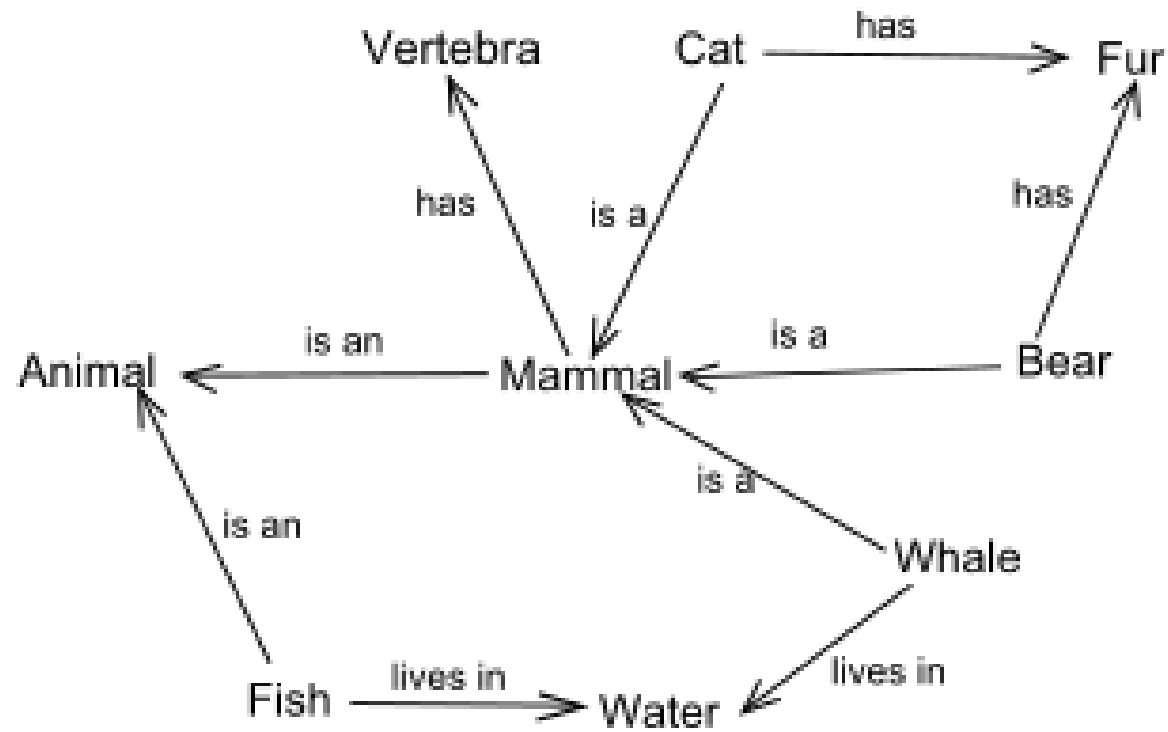 Vertebra
Cat
has
Fur
has
is a
has
Animal
is an
Mammal
is a
Bear
is a
is an
Whale
Fish
lives in
Water
lives in